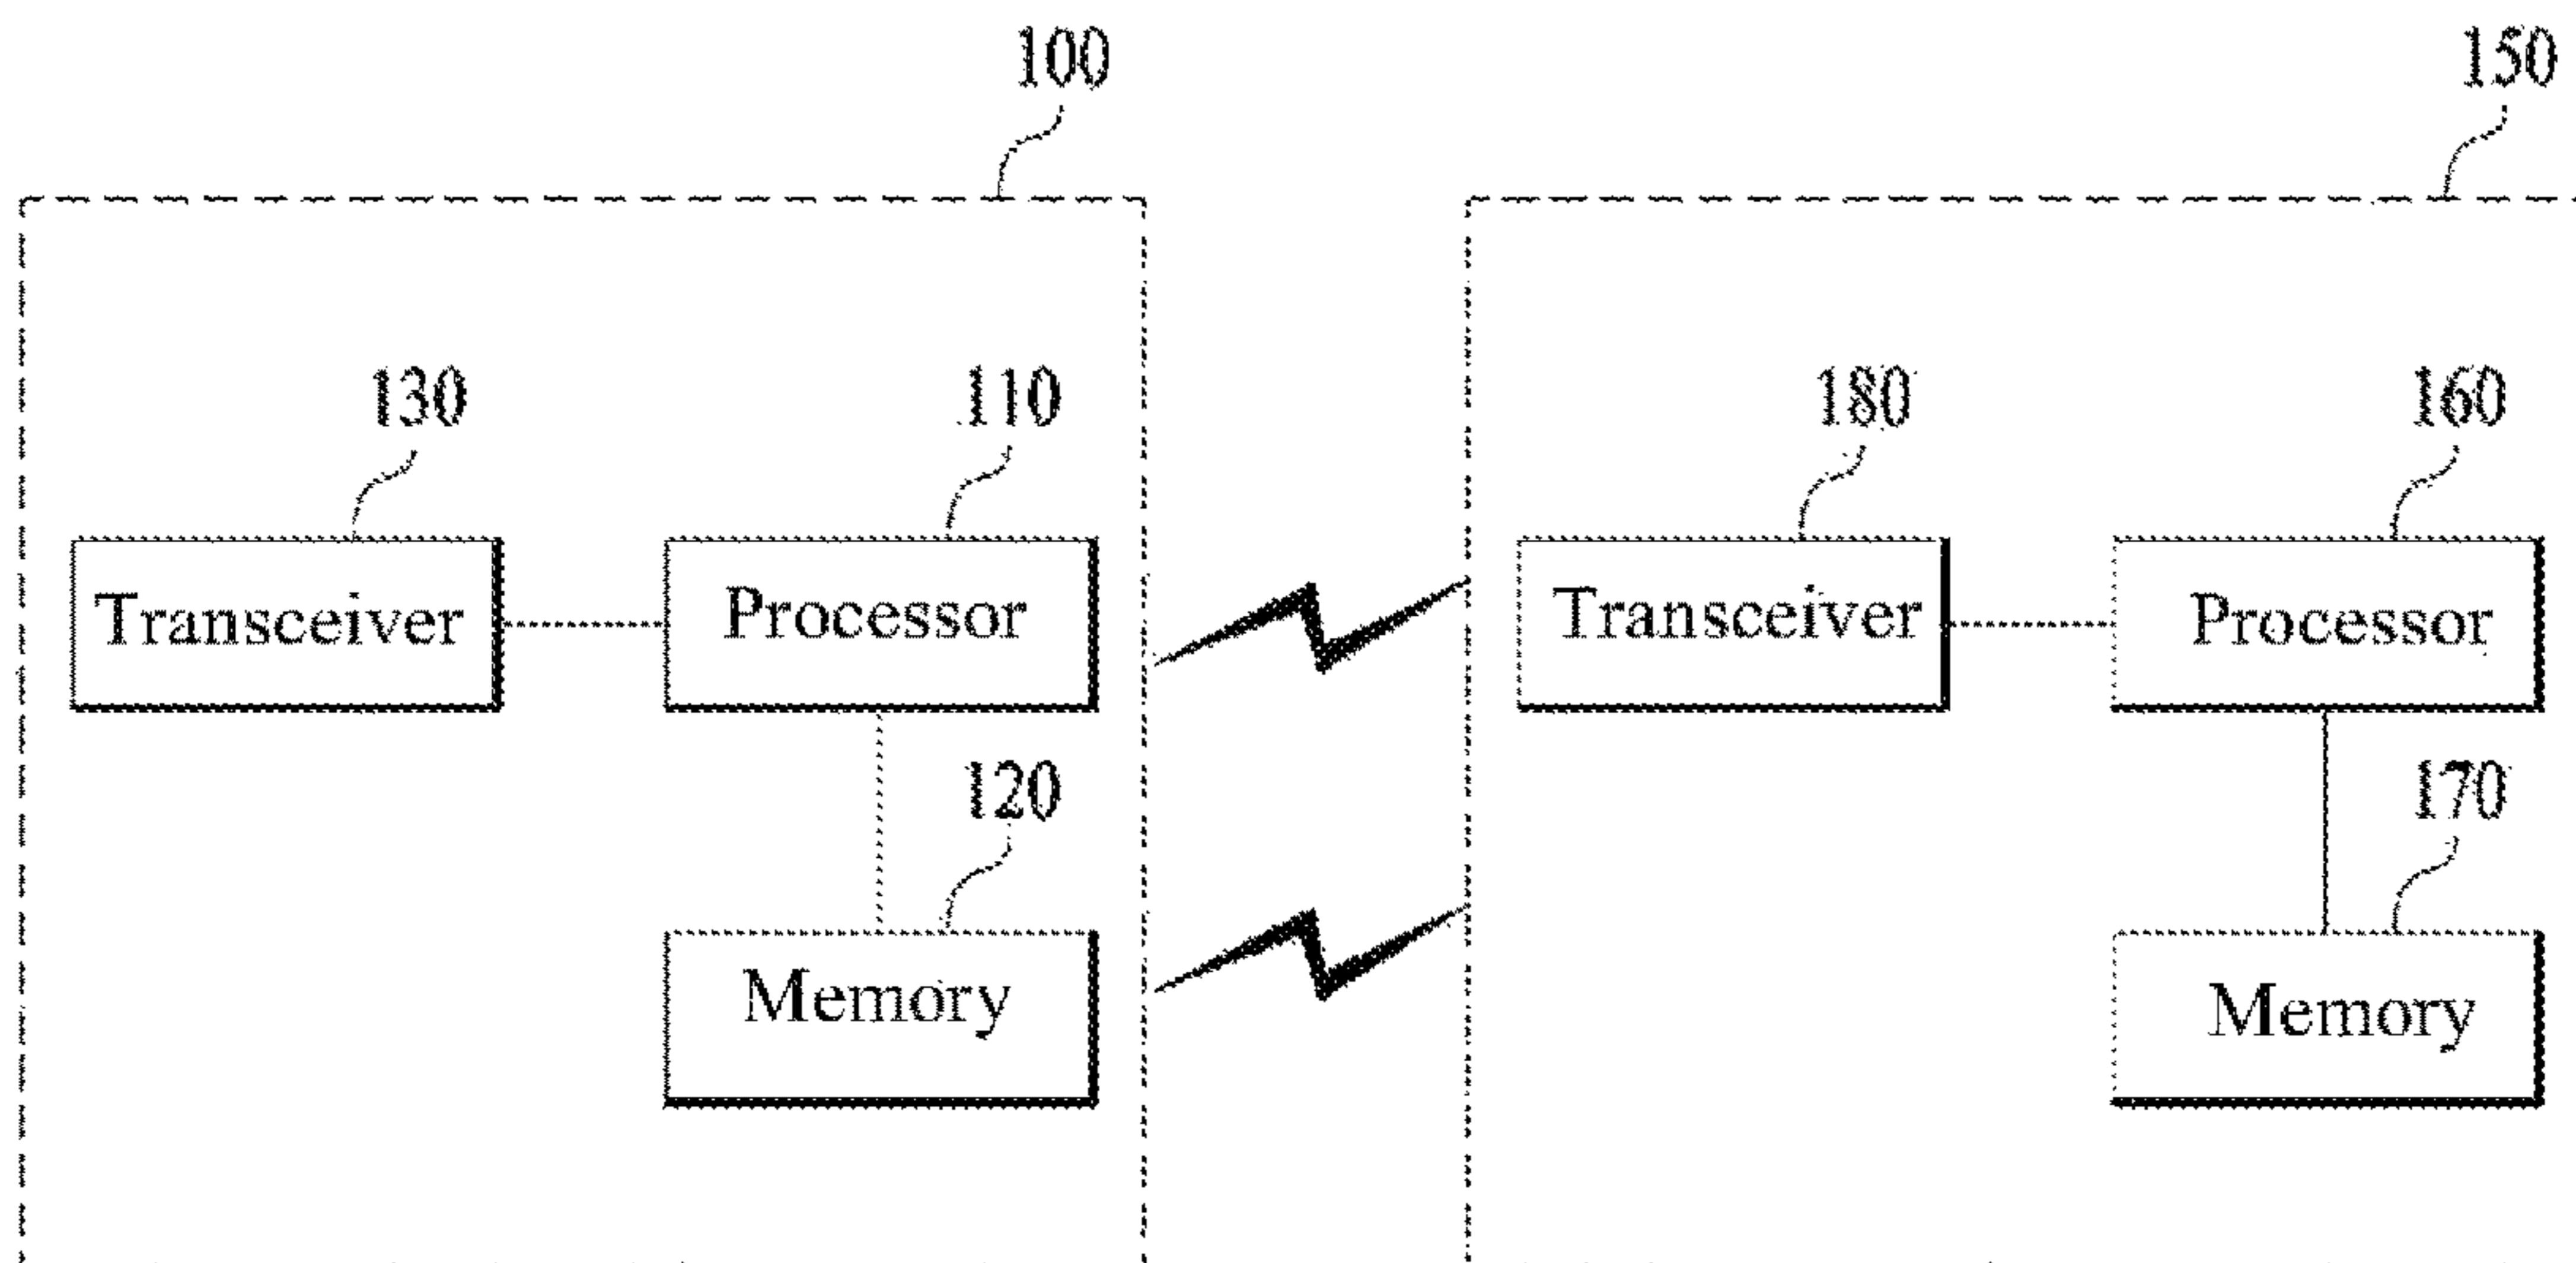 100
150
130
110
180
160
Transceiver
Processor
Transceiver
Processor
120
170
Memory
Memory